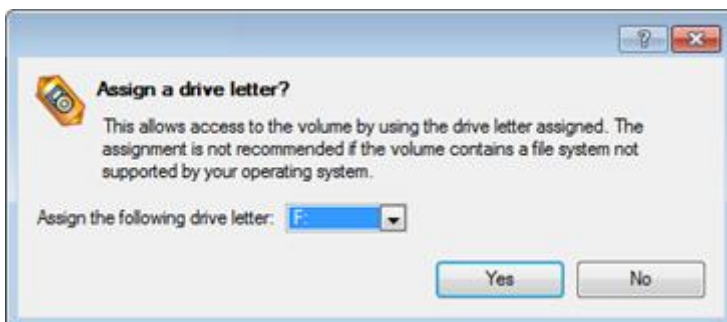 Assign a drive letter?
This allows access to the volume by using the drive letter assigned. The
assignment is not recommended if the volume contains a file system not
supported by your operating system.
Assign the following drive letter: F:
Yes No